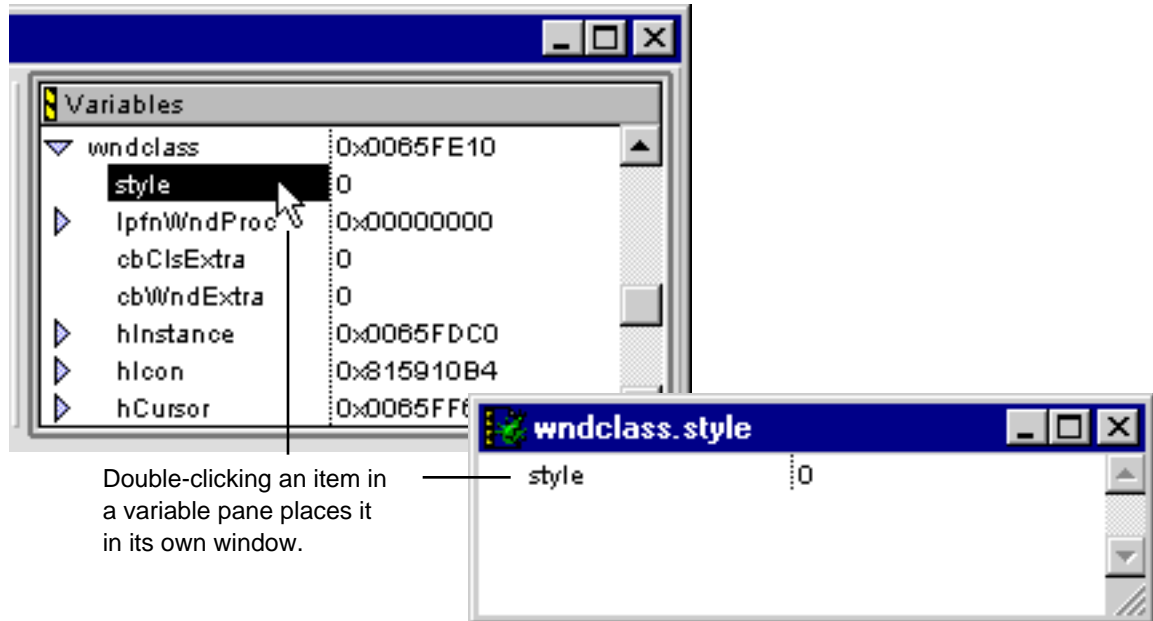 Variables
wndclass 0x0065FE10
style 0
lpfnWndProc 0x00000000
cbClsExtra 0
cbWndExtra 0
hInstance 0x0065FDC0
hIcon 0x815910B4
hCursor
wndclass.style
style 0
Double-clicking an item in
a variable pane places it
in its own window.